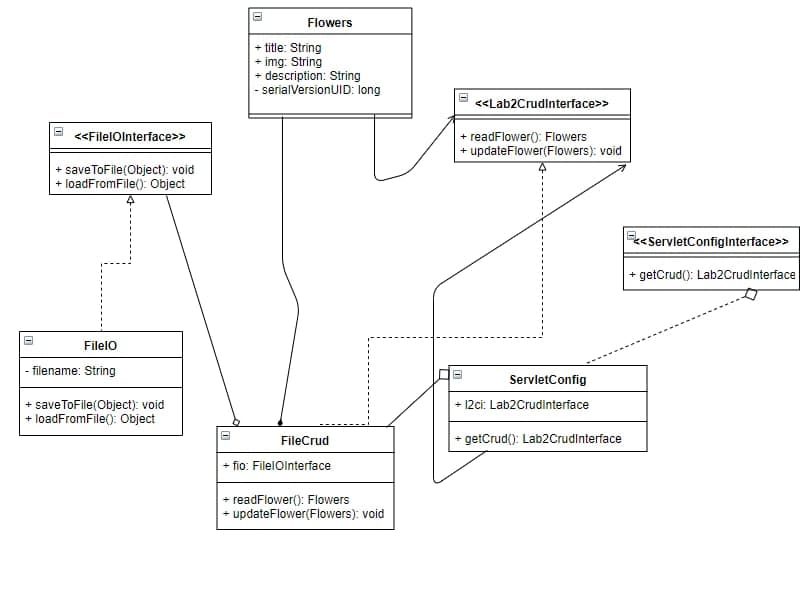 Flowers
+ title: String
+ img: String
+ description: String
- serialVersionUID: long
<<Lab2CrudInterface>>
+ readFlower(): Flowers
+ updateFlower(Flowers): void
<<FileIOInterface>>
+ saveToFile(Object): void
+ loadFromFile(): Object
<<ServletConfigInterface>>
+ getCrud(): Lab2CrudInterface
FileIO
- filename: String
+ saveToFile(Object): void
+ loadFromFile(): Object
ServletConfig
+ l2ci: Lab2CrudInterface
+ getCrud(): Lab2CrudInterface
FileCrud
+ fio: FileIOInterface
+ readFlower(): Flowers
+ updateFlower(Flowers): void